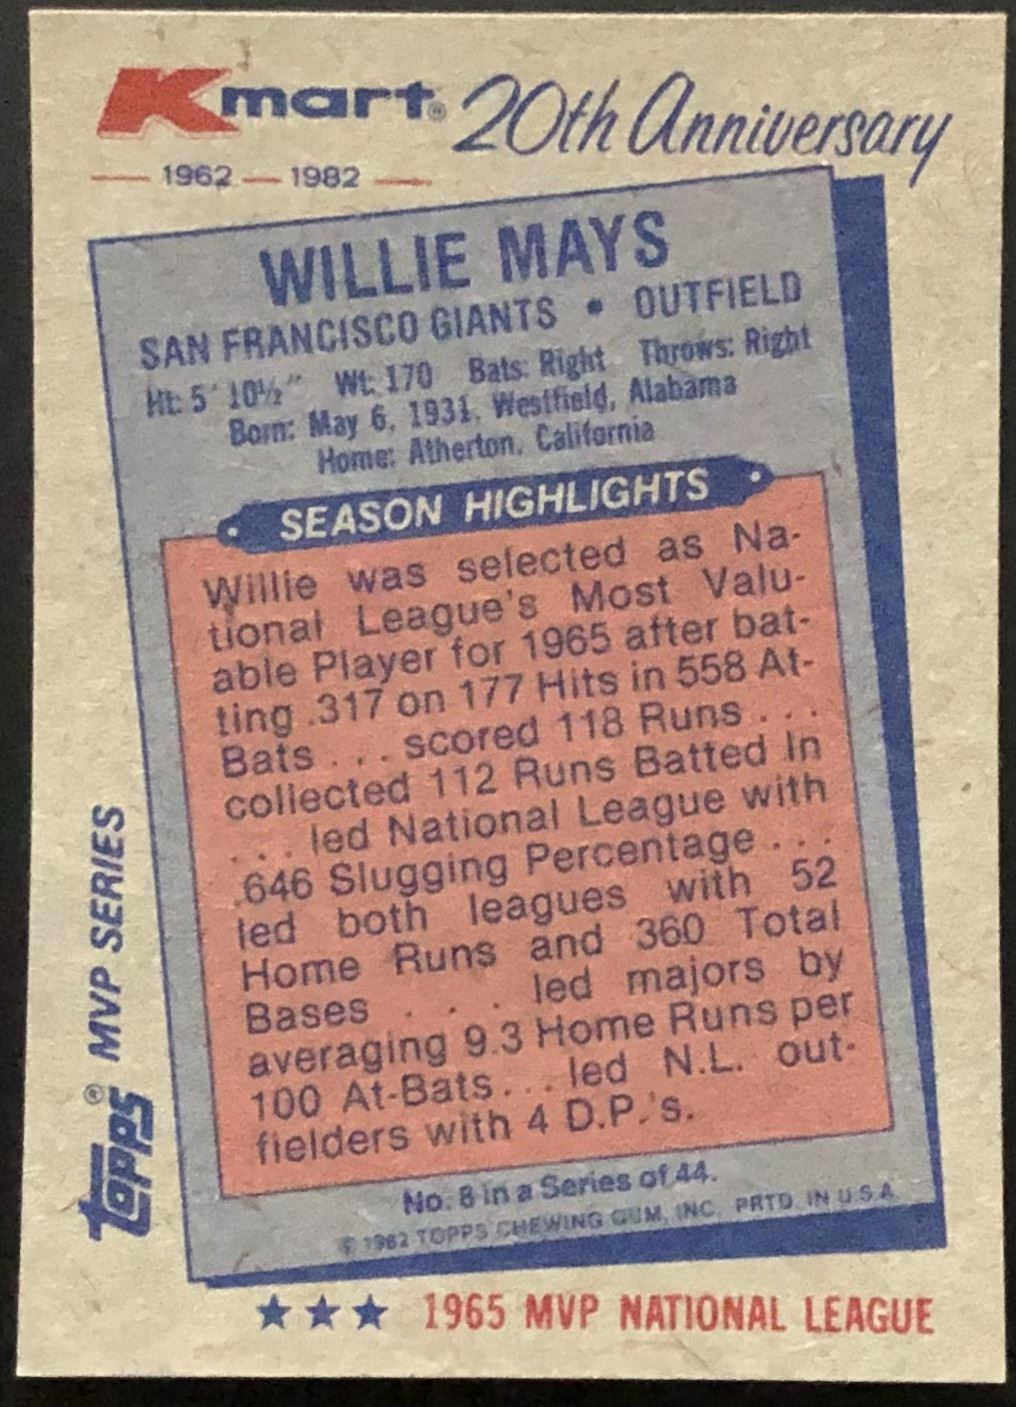 Kmart® 20th Anniversary
1962 — 1982
WILLIE MAYS
SAN FRANCISCO GIANTS • OUTFIELD
Ht: 5' 10½" Wt: 170 Bats: Right Throws: Right
Born: May 6, 1931, Westfield, Alabama
Home: Atherton, California
SEASON HIGHLIGHTS
Willie was selected as Na-
tional League's Most Valu-
able Player for 1965 after bat-
ting .317 on 177 Hits in 558 At-
Bats . . . scored 118 Runs . . .
collected 112 Runs Batted In
. . . led National League with
.646 Slugging Percentage . . .
led both leagues with 52
Home Runs and 360 Total
Bases . . . led majors by
averaging 9.3 Home Runs per
100 At-Bats . . . led N.L. out-
fielders with 4 D.P.'s.
No. 8 in a Series of 44.
© 1982 TOPPS CHEWING GUM, INC. PRTD. IN U.S.A.
TOPPS® MVP SERIES
★★★ 1965 MVP NATIONAL LEAGUE